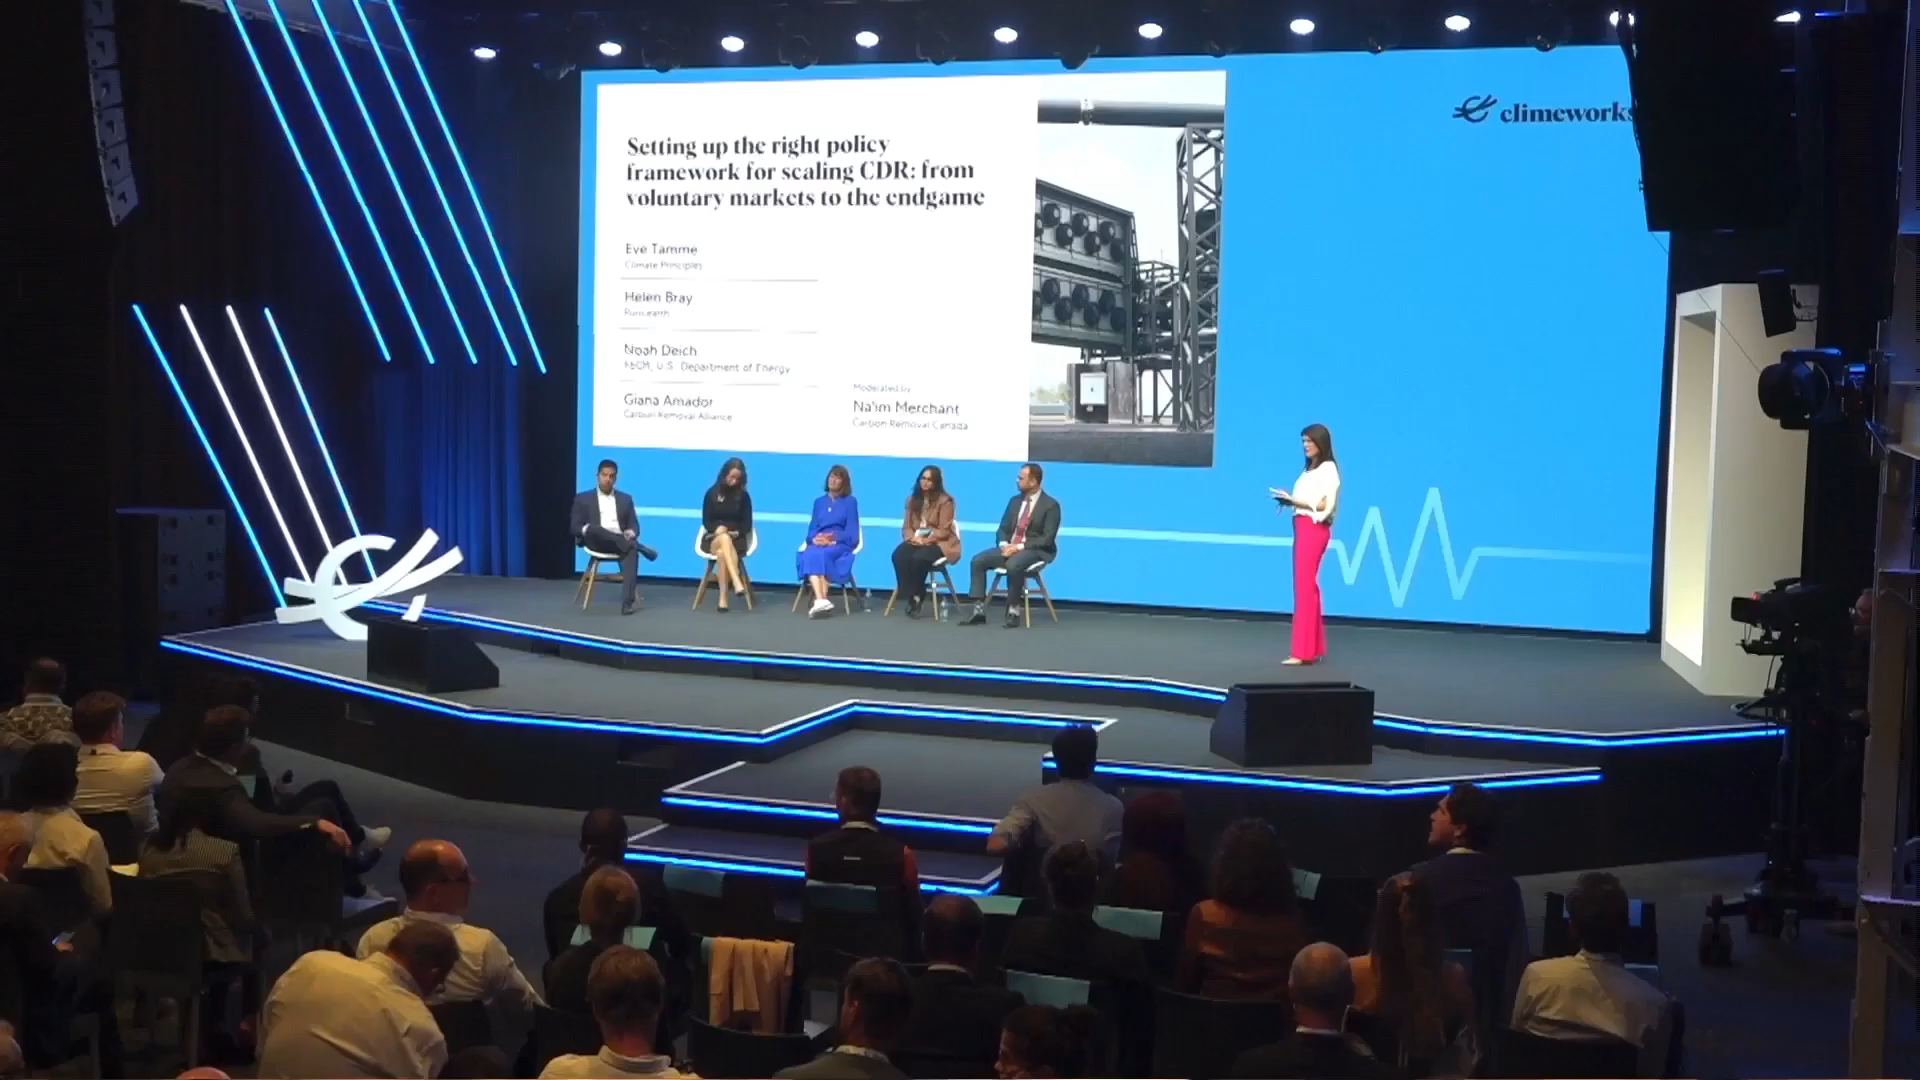 climeworks
Setting up the right policy
framework for scaling CDR: from
voluntary markets to the endgame
Eve Tamme
Climate Principles
Helen Bray
Noah Deich
FECM, U.S. Department of Energy
Giana Amador
Carbon Removal Alliance
Moderated by
Na'im Merchant
Carbon Removal Canada